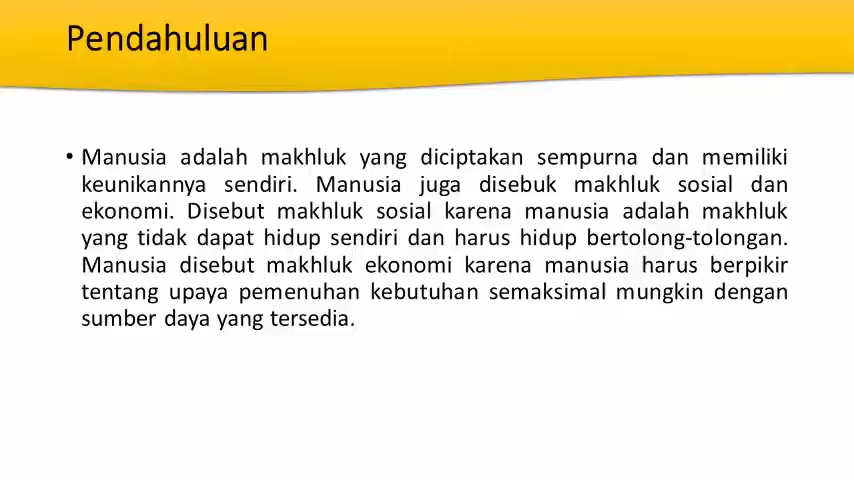 Pendahuluan
• Manusia adalah makhluk yang diciptakan sempurna dan memiliki
keunikannya sendiri. Manusia juga disebuk makhluk sosial dan
ekonomi. Disebut makhluk sosial karena manusia adalah makhluk
yang tidak dapat hidup sendiri dan harus hidup bertolong-tolongan.
Manusia disebut makhluk ekonomi karena manusia harus berpikir
tentang upaya pemenuhan kebutuhan semaksimal mungkin dengan
sumber daya yang tersedia.